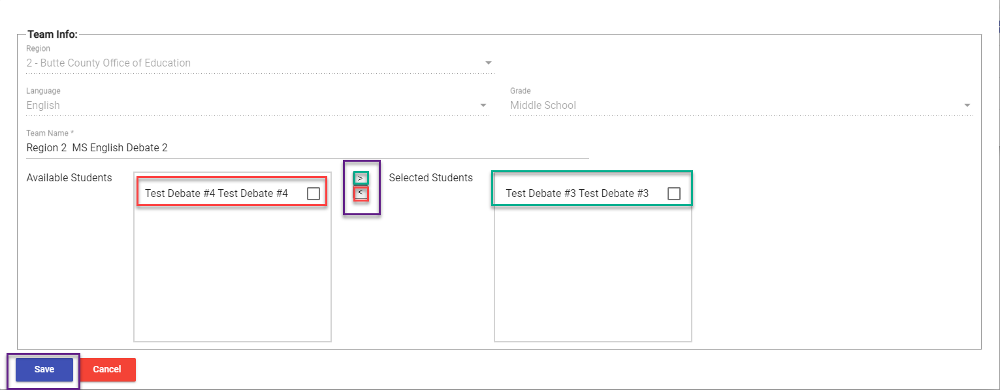 Team Info:
Region
2 - Butte County Office of Education
Language
English
Grade
Middle School
Team Name *
Region 2  MS English Debate 2
Available Students
Test Debate #4 Test Debate #4
>
<
Selected Students
Test Debate #3 Test Debate #3
Save
Cancel